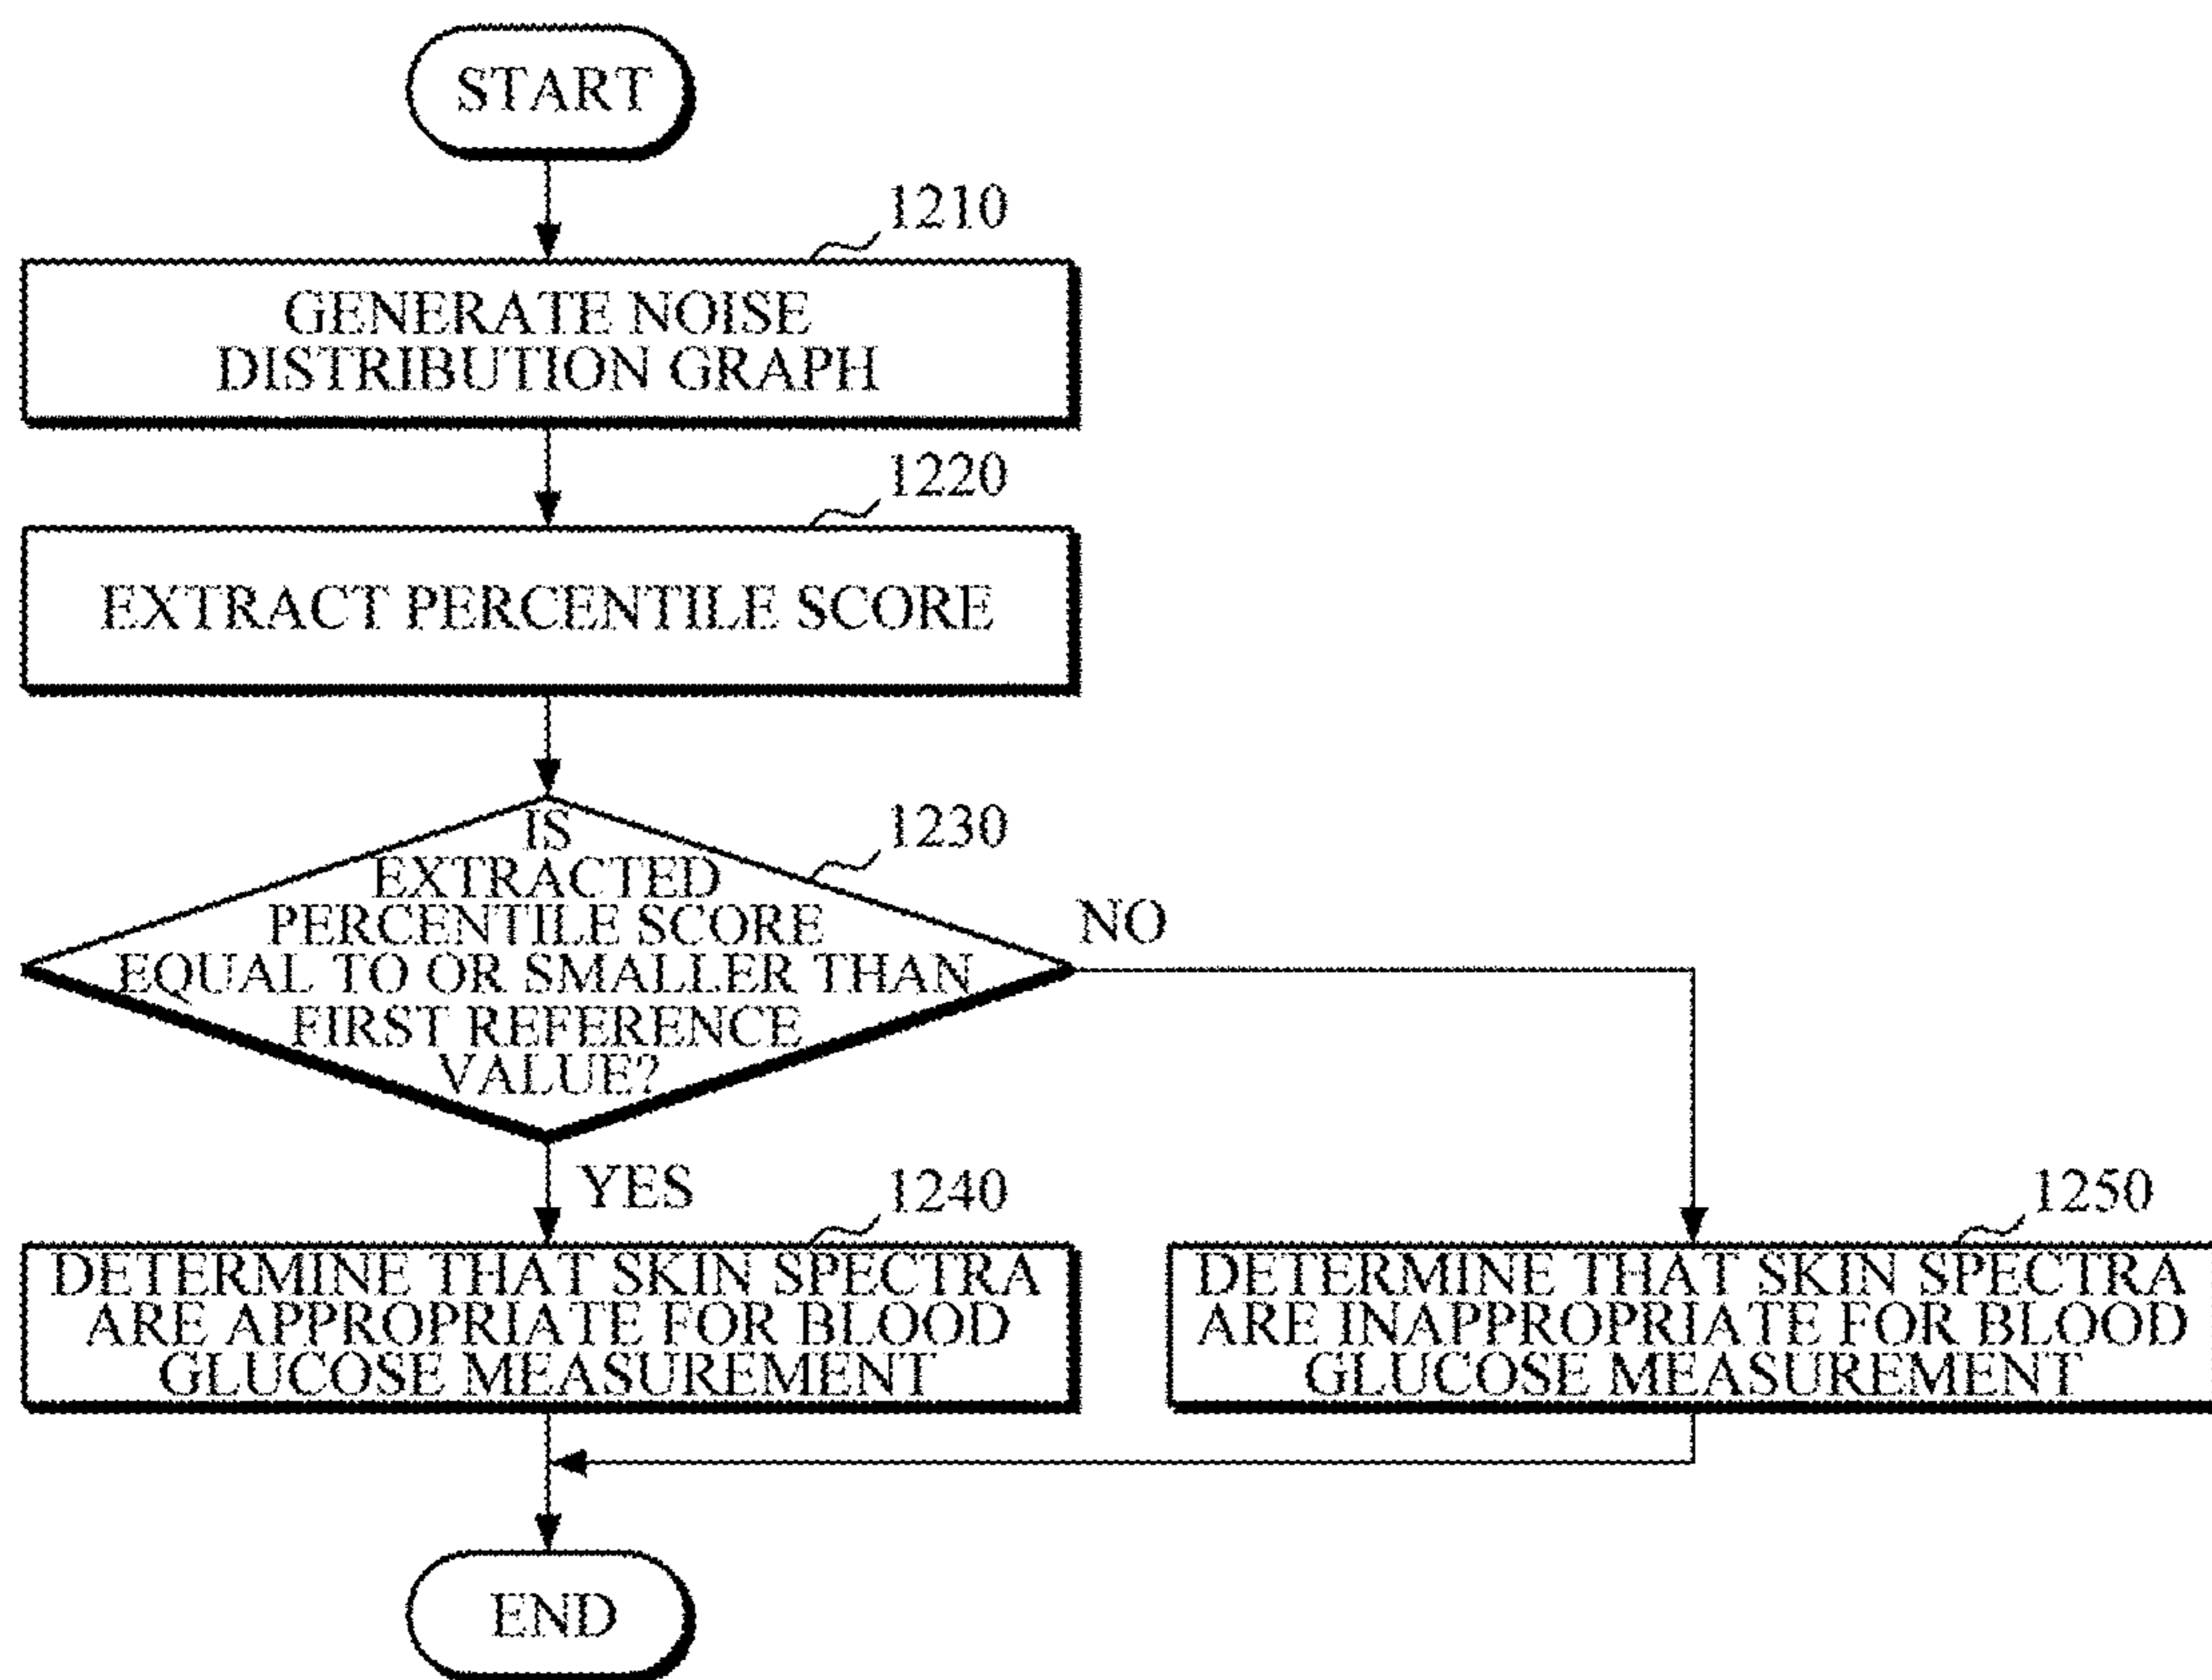 START
1210
GENERATE NOISE
DISTRIBUTION GRAPH
1220
EXTRACT PERCENTILE SCORE
1230
IS
EXTRACTED
PERCENTILE SCORE
EQUAL TO OR SMALLER THAN
FIRST REFERENCE
VALUE?
NO
YES
1240
DETERMINE THAT SKIN SPECTRA
ARE APPROPRIATE FOR BLOOD
GLUCOSE MEASUREMENT
1250
DETERMINE THAT SKIN SPECTRA
ARE INAPPROPRIATE FOR BLOOD
GLUCOSE MEASUREMENT
END